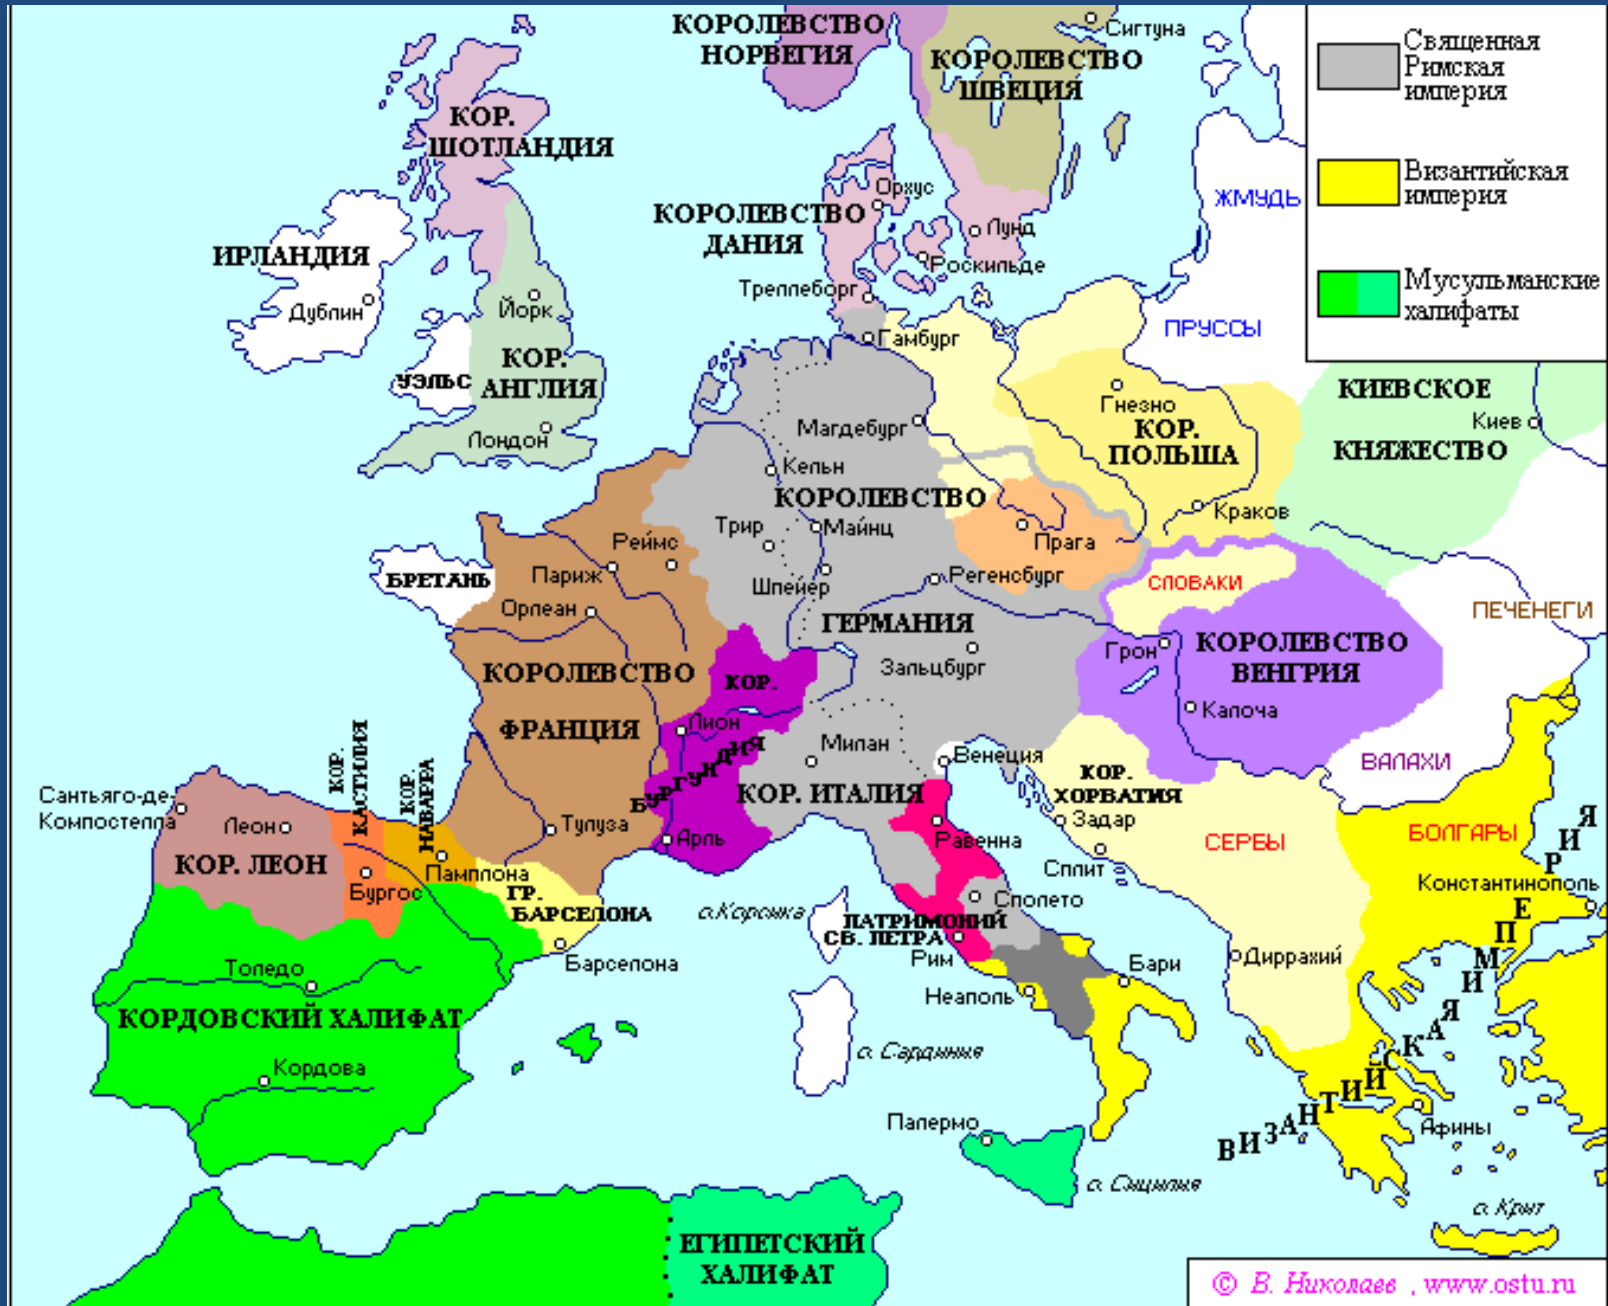 КОРОЛЕВСТВО
НОРВЕГИЯ
Сигтуна
КОРОЛЕВСТВО
ШВЕЦИЯ
Священная
Римская
империя
Византийская
империя
Мусульманские
халифаты
КОР.
ШОТЛАНДИЯ
ЖМУДЬ
Орхус
КОРОЛЕВСТВО
ДАНИЯ
Лунд
Роскильде
Треллеборг
ИРЛАНДИЯ
Дублин
Йорк
КОР.
АНГЛИЯ
УЭЛЬС
Лондон
Гамбург
ПРУССЫ
Гнезно
КОР.
ПОЛЬША
Краков
КИЕВСКОЕ
Киев
КНЯЖЕСТВО
Магдебург
Кельн
КОРОЛЕВСТВО
Трир
Майнц
Прага
Шпейер
Регенсбург
ГЕРМАНИЯ
Зальцбург
Реймс
Париж
БРЕТАНЬ
Орлеан
КОРОЛЕВСТВО
ФРАНЦИЯ
Тулуза
СЛОВАКИ
ПЕЧЕНЕГИ
Грон
КОРОЛЕВСТВО
ВЕНГРИЯ
Калоча
ВАЛАХИ
КОР.
БУРГУНДИЯ
Лион
Арль
Милан
Венеция
КОР. ИТАЛИЯ
Равенна
КОР.
ХОРВАТИЯ
Задар
Сплит
СЕРБЫ
БОЛГАРЫ
Константинополь
Диррахий
Сантьяго-де-
Компостелла
Леон
КОР. ЛЕОН
КОР.
КАСТИЛИЯ
Бургос
КОР.
НАВАРРА
Памплона
ГР.
БАРСЕЛОНА
Барселона
о.Корсика
Сполето
ПАТРИМОНИЙ
СВ. ПЕТРА
Рим
Неаполь
Бари
Толедо
КОРДОВСКИЙ ХАЛИФАТ
Кордова
о. Сардиния
Палермо
о. Сицилия
ВИЗАНТИЙСКАЯ ИМПЕРИЯ
Афины
о. Крит
ЕГИПЕТСКИЙ
ХАЛИФАТ
© В. Николаев , www.ostu.ru